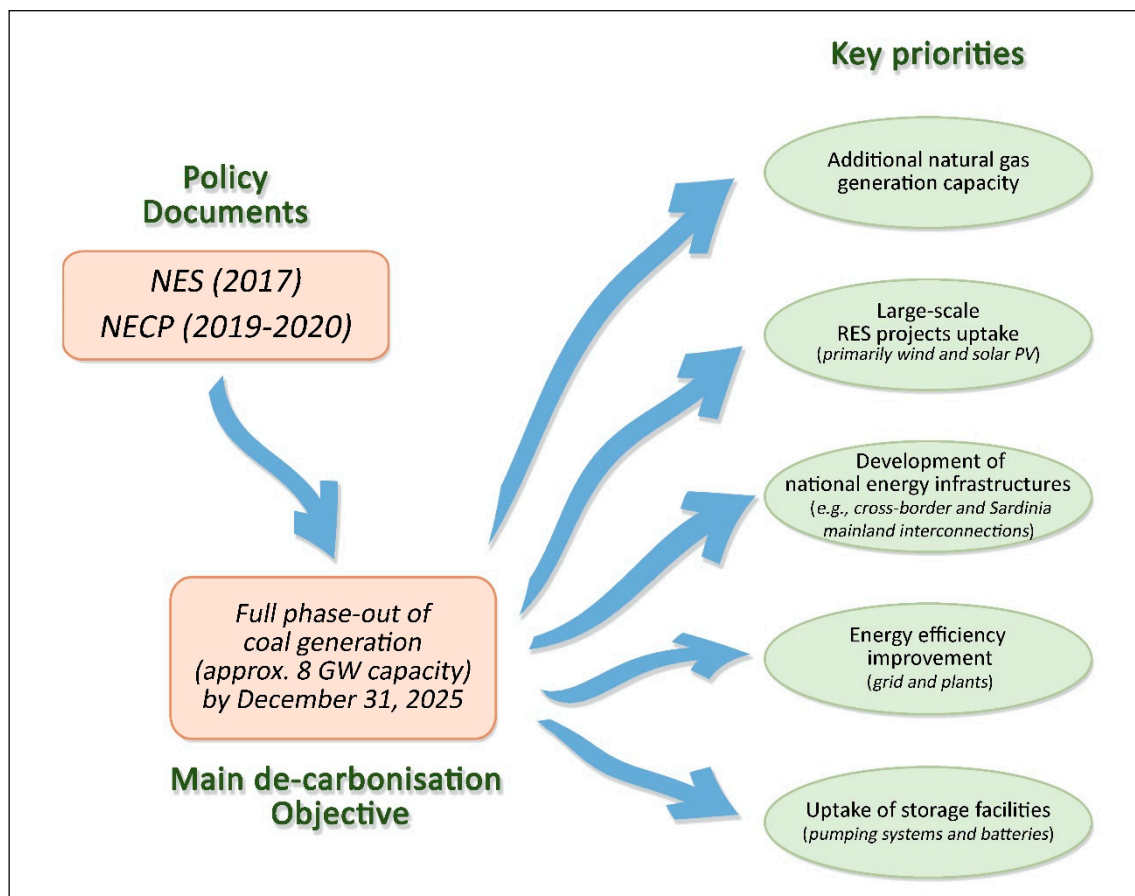 Policy
Documents
NES (2017)
NECP (2019-2020)
Full phase-out of
coal generation
(approx. 8 GW capacity)
by December 31, 2025
Main de-carbonisation
Objective
Key priorities
Additional natural gas
generation capacity
Large-scale
RES projects uptake
(primarily wind and solar PV)
Development of
national energy infrastructures
(e.g., cross-border and Sardinia
mainland interconnections)
Energy efficiency
improvement
(grid and plants)
Uptake of storage facilities
(pumping systems and batteries)